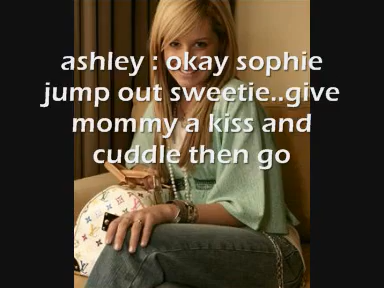 ashley : okay sophie
jump out sweetie..give
mommy a kiss and
cuddle then go